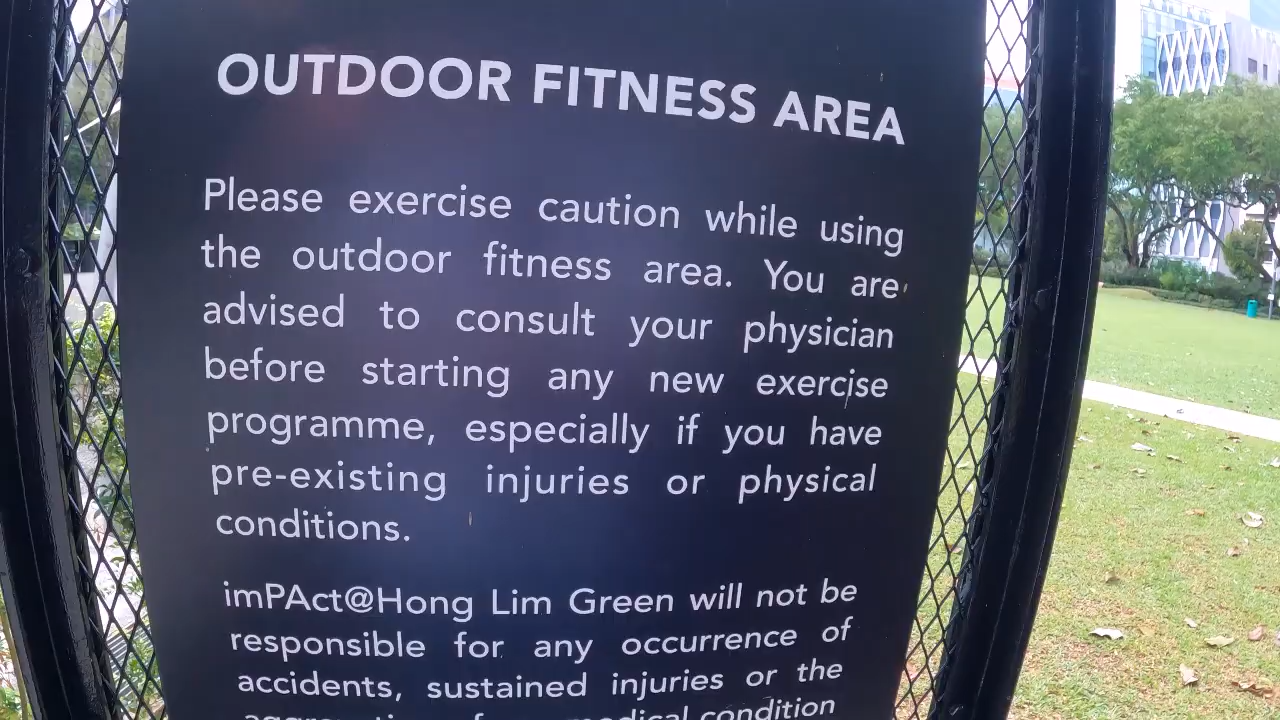 OUTDOOR FITNESS AREA
Please exercise caution while using
the outdoor fitness area. You are
advised to consult your physician
before starting any new exercise
programme, especially if you have
pre-existing injuries or physical
conditions.
imPAct@Hong Lim Green will not be
responsible for any occurrence of
accidents, sustained injuries or the
medical condition